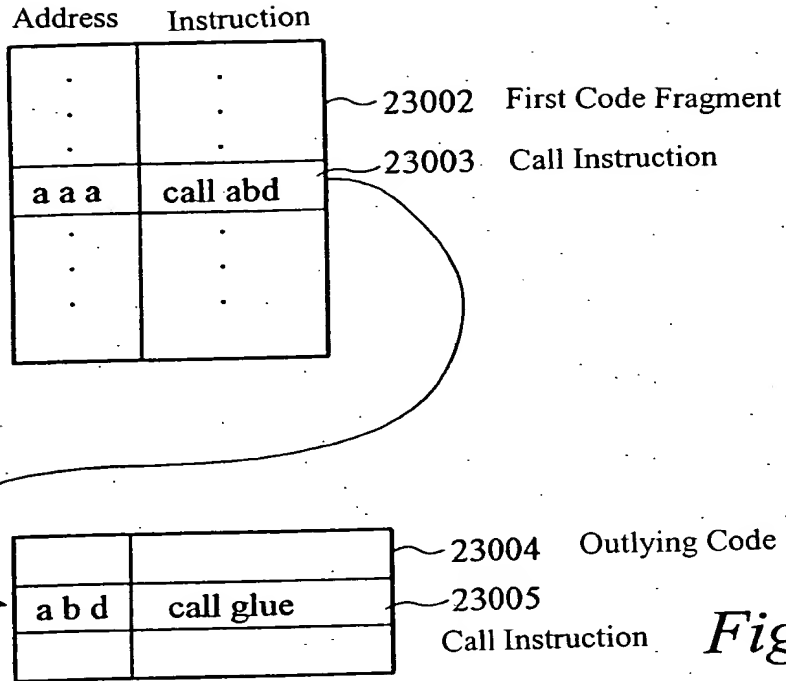 Address Instruction
. .
. .
. .
23002 First Code Fragment
23003 Call Instruction
a a a call abd
. .
. .
. .
23004 Outlying Code
a b d call glue
23005
Call Instruction
Fig